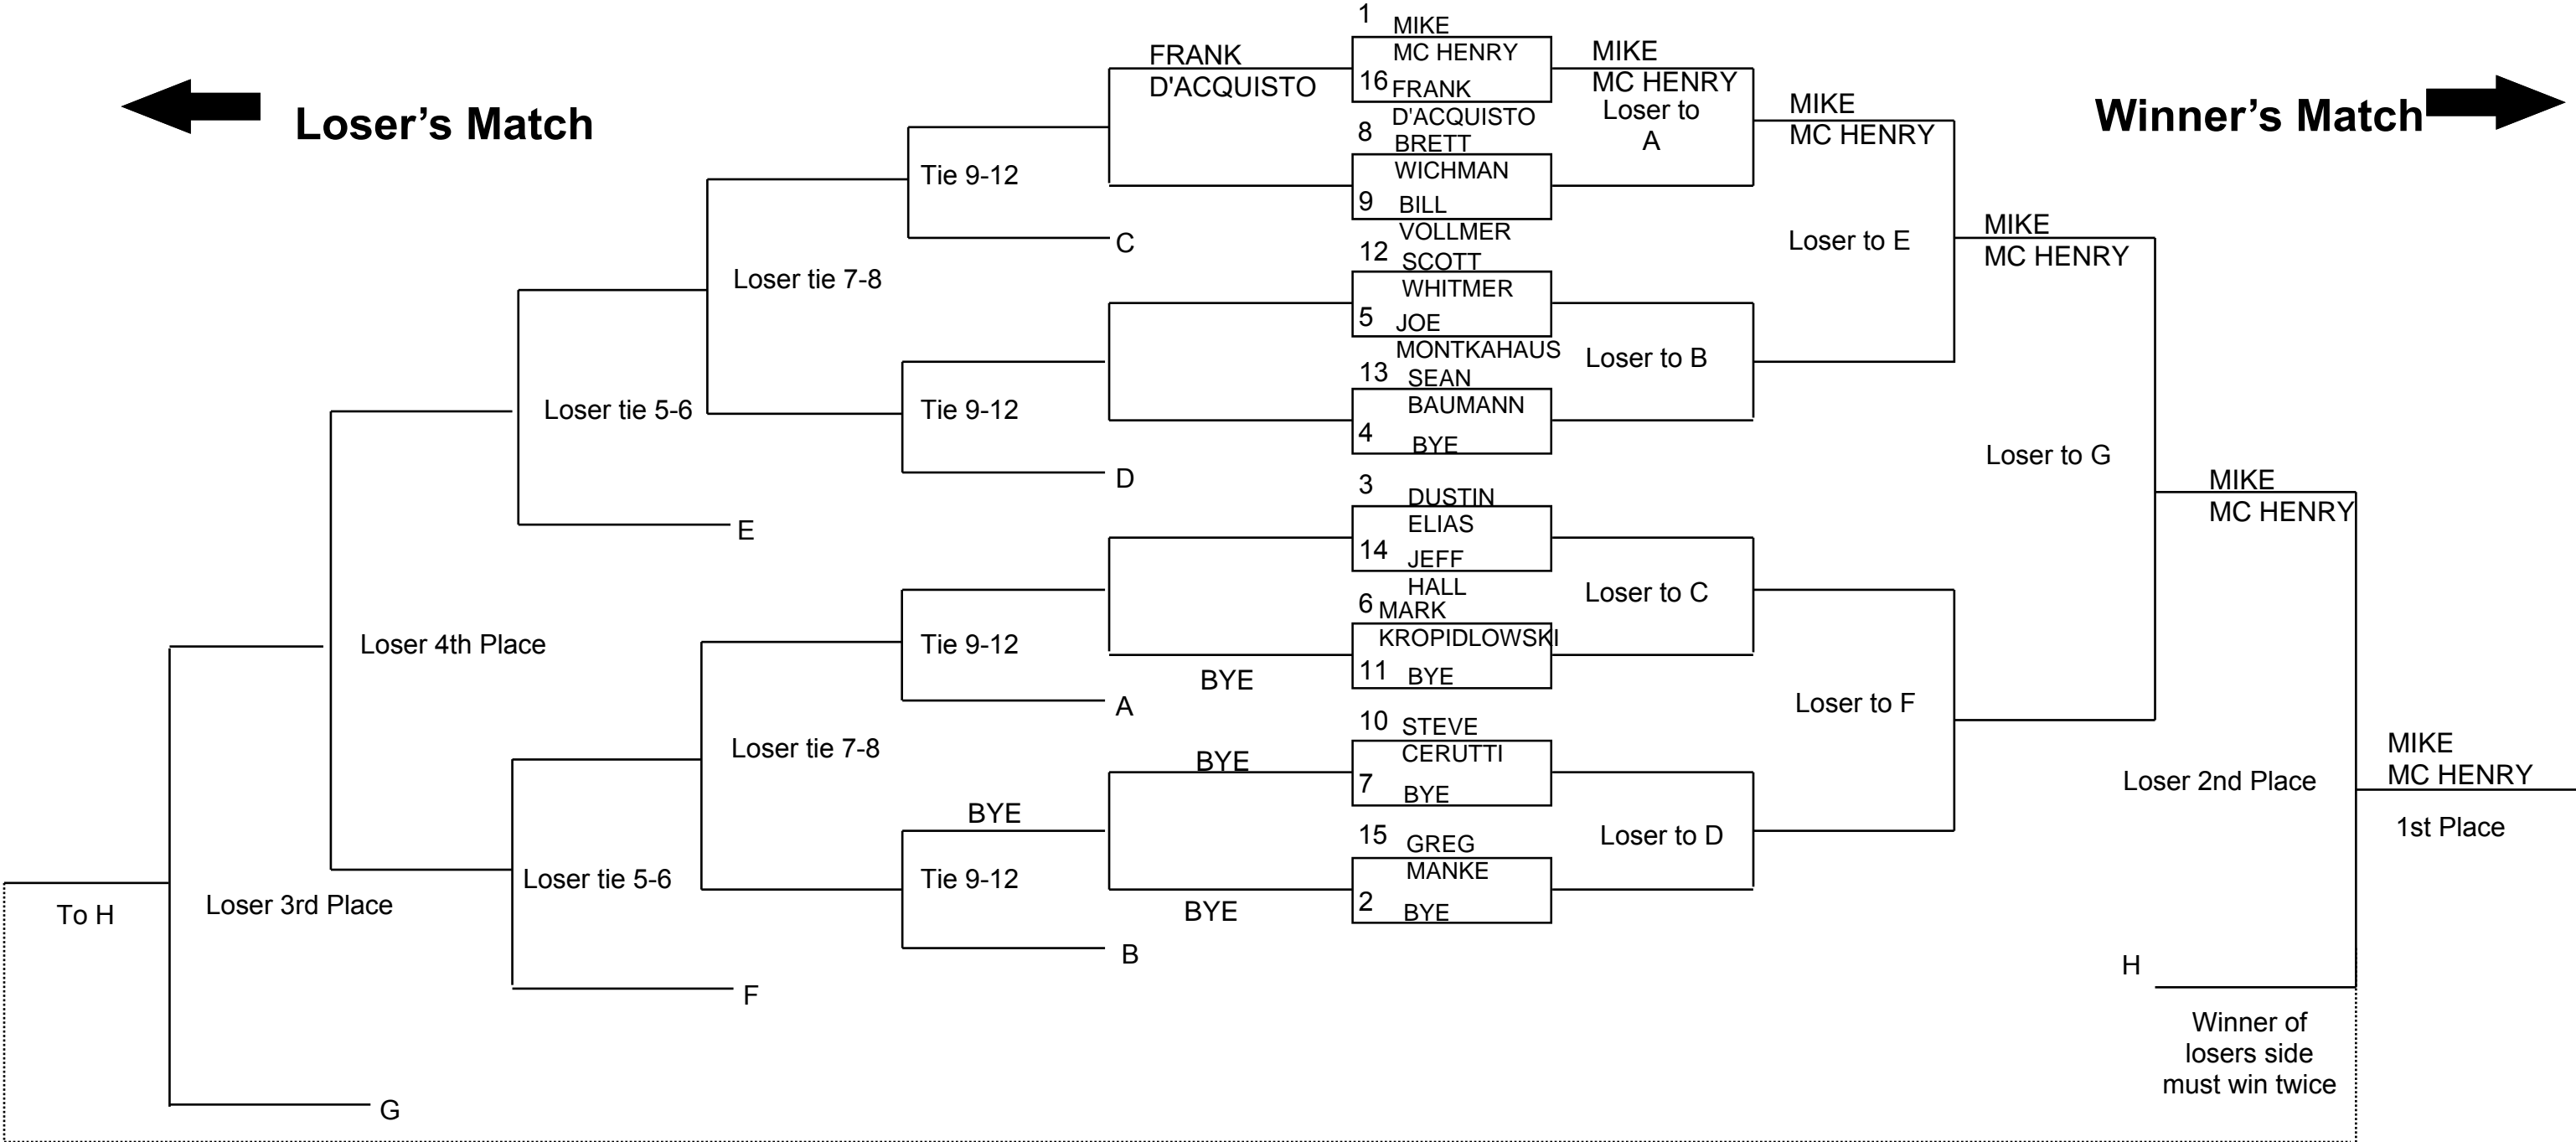 1
MIKE
MC HENRY
16 FRANK
D'ACQUISTO
8
BRETT
WICHMAN
9 BILL
VOLLMER
12
SCOTT
WHITMER
5 JOE
MONTKAHAUS
13 SEAN
BAUMANN
4 BYE
3
DUSTIN
ELIAS
14 JEFF
HALL
6 MARK
KROPIDLOWSKI
11 BYE
10 STEVE
CERUTTI
7 BYE
15 GREG
MANKE
2 BYE
Loser's Match
FRANK
D'ACQUISTO
Tie 9-12
C
Loser tie 7-8
Tie 9-12
D
Loser tie 5-6
E
Loser 4th Place
Tie 9-12
BYE
A
Loser tie 7-8
BYE
BYE
Tie 9-12
BYE
B
Loser tie 5-6
F
Loser 3rd Place
To H
G
Winner's Match
MIKE
MC HENRY
Loser to
A
MIKE
MC HENRY
Loser to E
MIKE
MC HENRY
Loser to B
Loser to G
MIKE
MC HENRY
Loser to C
Loser to F
Loser to D
Loser 2nd Place
MIKE
MC HENRY
1st Place
H
Winner of
losers side
must win twice